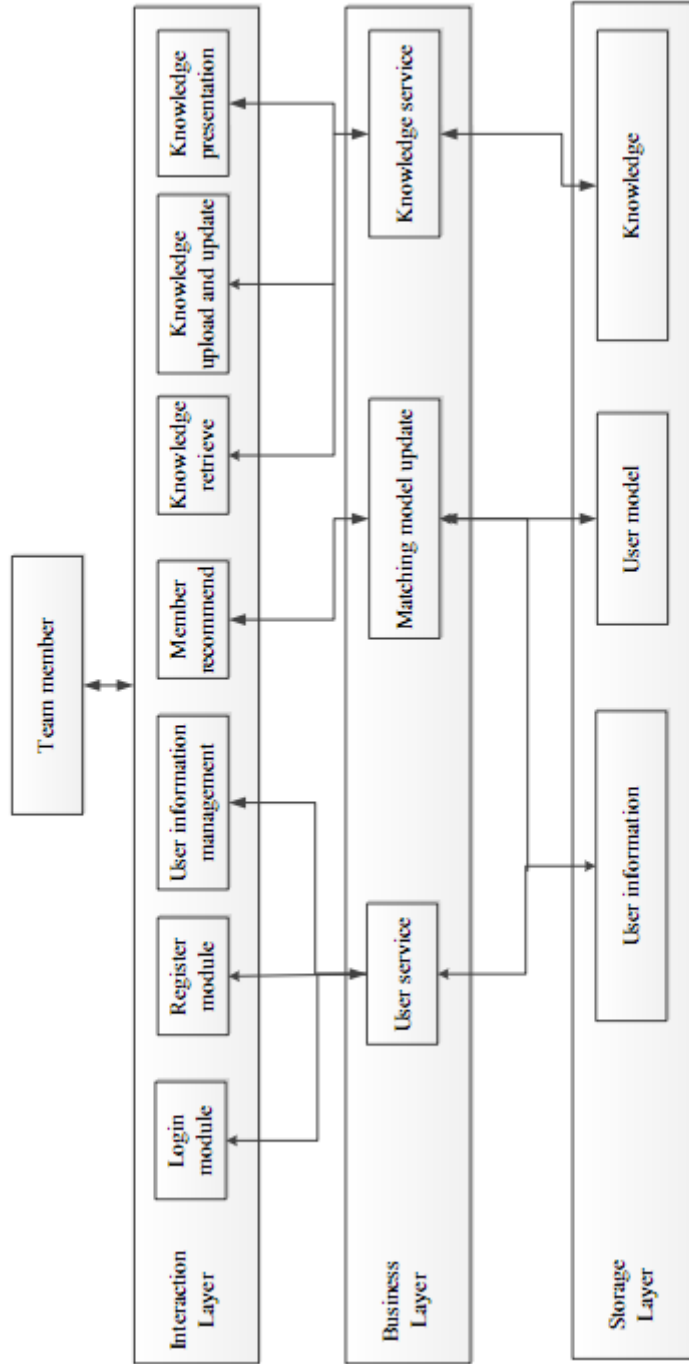 Team member
Interaction
Layer
Login
module
Register
module
User information
management
Member
recommend
Knowledge
retrieve
Knowledge
upload and update
Knowledge
presentation
Business
Layer
User service
Matching model update
Knowledge service
Storage
Layer
User information
User model
Knowledge